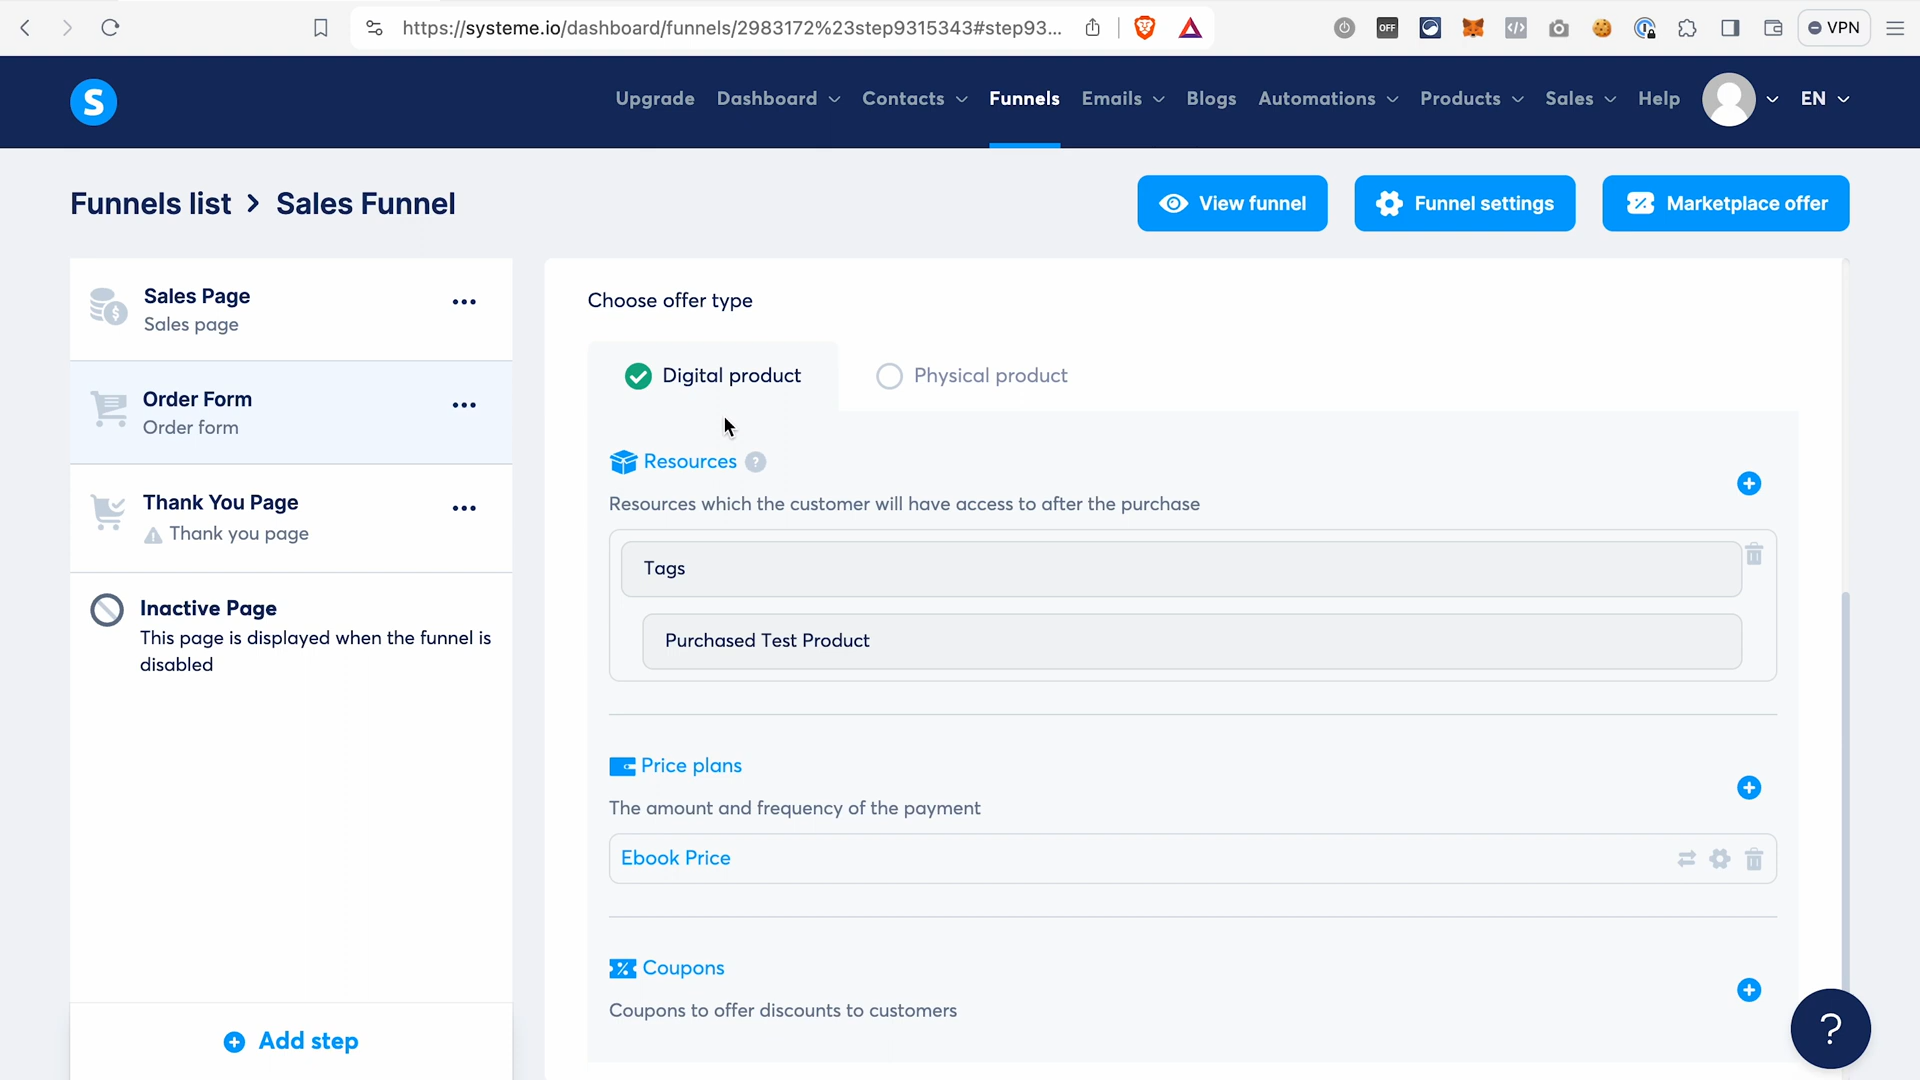 https://systeme.io/dashboard/funnels/2983172%23step9315343#step93...
OFF
VPN
S
Upgrade Dashboard Contacts Funnels Emails Blogs Automations Products Sales Help EN
Funnels list > Sales Funnel
View funnel
Funnel settings
Marketplace offer
Sales Page
Sales page
Order Form
Order form
Thank You Page
Thank you page
Inactive Page
This page is displayed when the funnel is
disabled
Add step
Choose offer type
Digital product
Physical product
Resources ?
Resources which the customer will have access to after the purchase
Tags
Purchased Test Product
Price plans
The amount and frequency of the payment
Ebook Price
Coupons
Coupons to offer discounts to customers
?